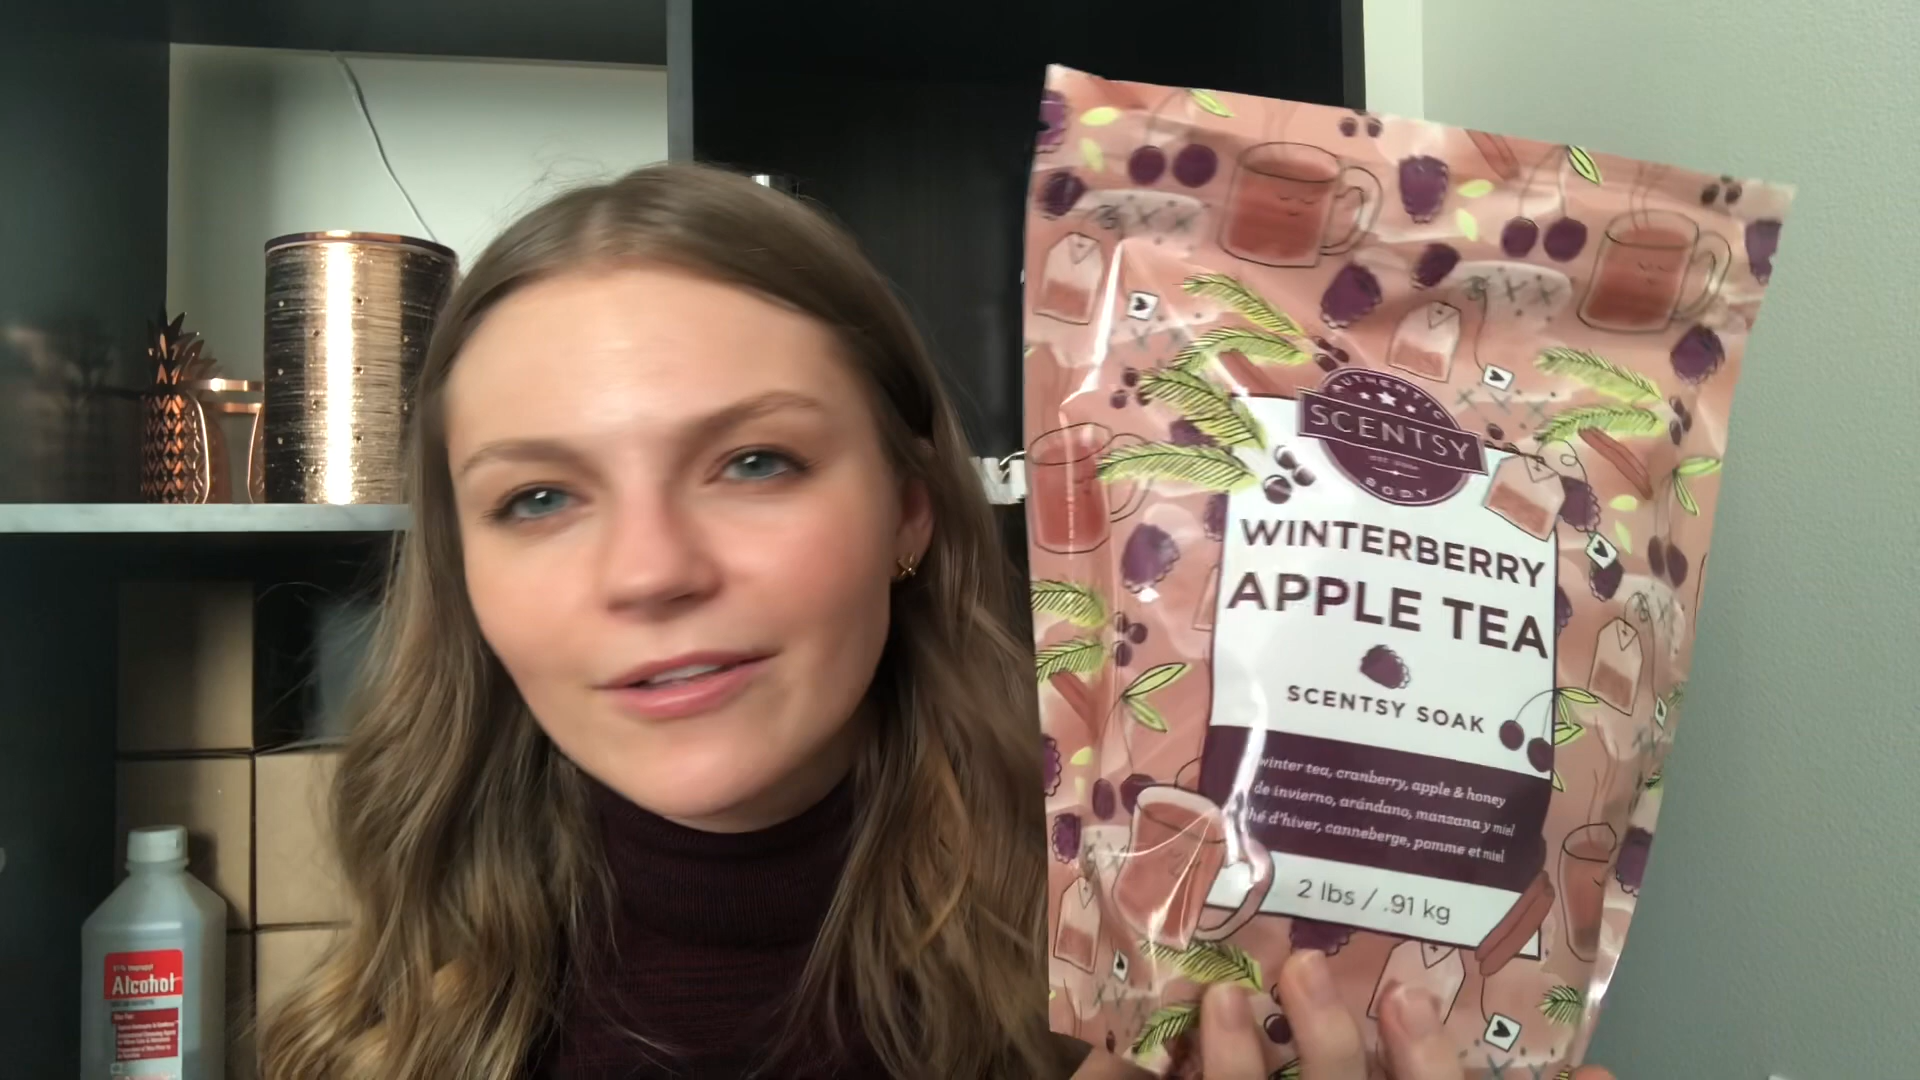 AUTHENTIC
SCENTSY
BODY
WINTERBERRY
APPLE TEA
SCENTSY SOAK
winter tea, cranberry, apple & honey
de invierno, arándano, manzana y miel
thé d'hiver, canneberge, pomme et miel
2 lbs / .91 kg
Alcohol